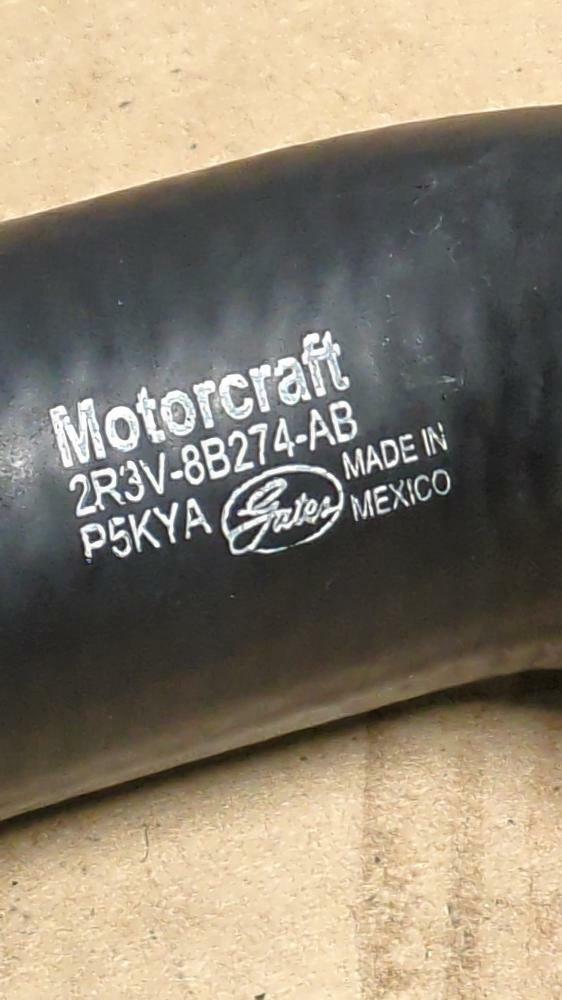 Motorcraft
2R3V-8B274-AB
P5KYA Gates MADE IN
MEXICO